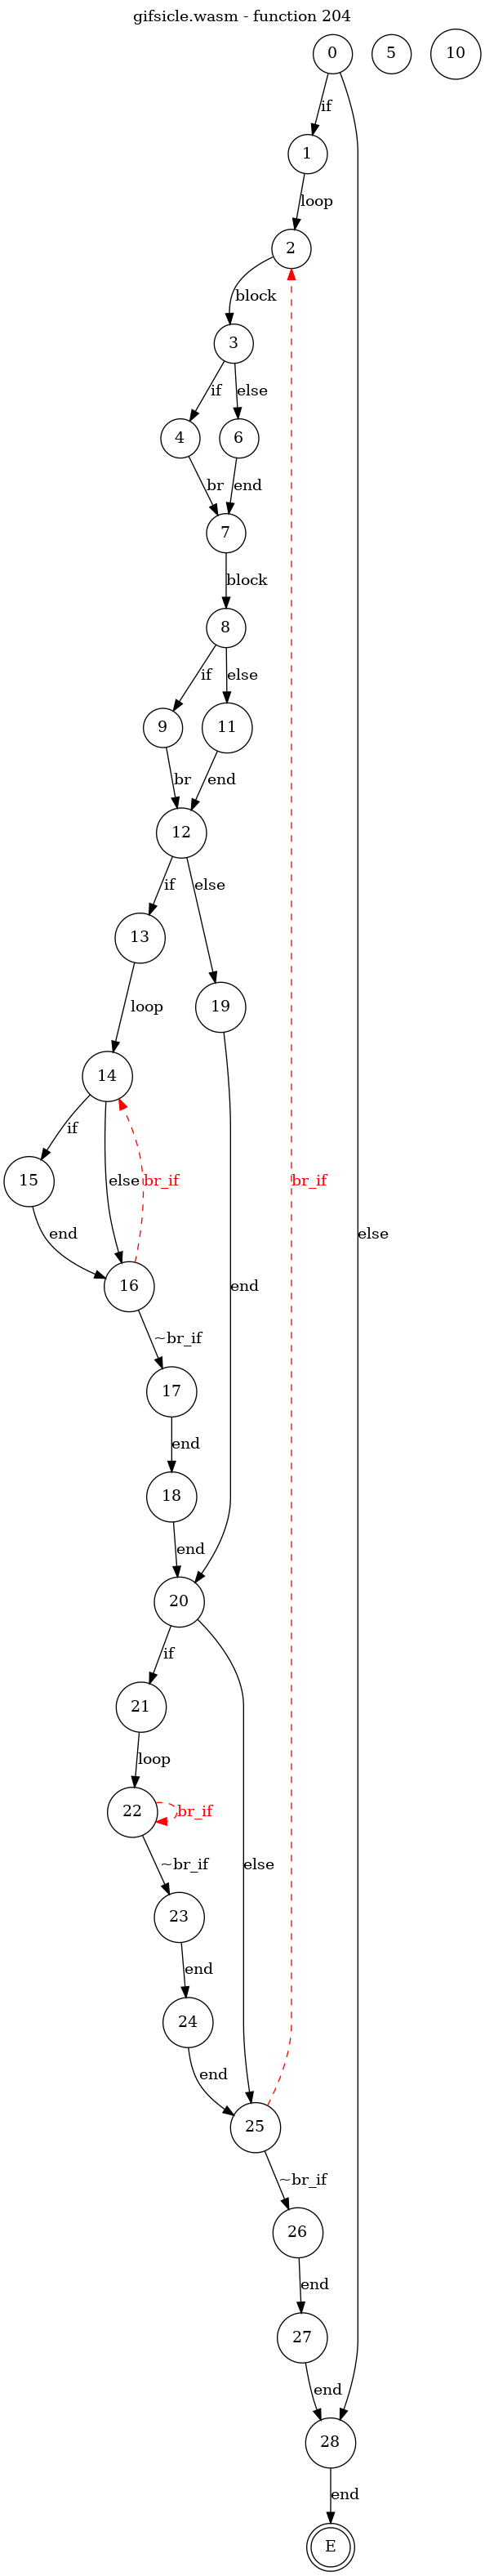 gifsicle.wasm - function 204
0
5
10
if
1
loop
2
block
3
if
else
4
6
br
end
7
block
8
if
else
9
11
br
end
12
if
else
13
19
loop
14
if
15
else
br_if
br_if
else
end
16
end
~br_if
17
end
18
end
20
if
21
loop
22
br_if
~br_if
else
23
end
24
end
25
~br_if
26
end
27
end
28
end
E